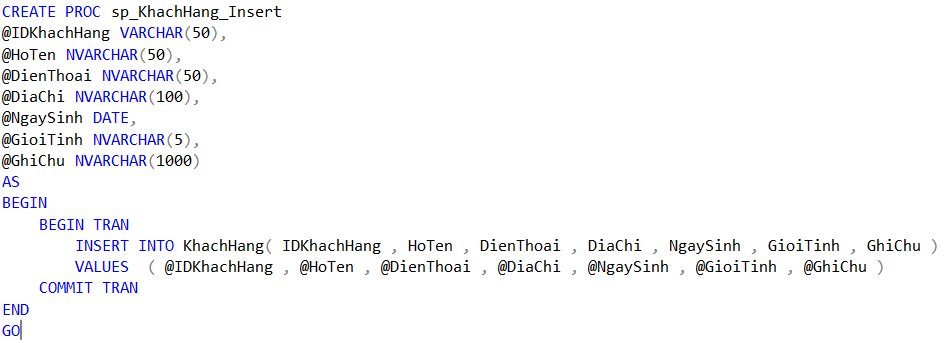 CREATE PROC sp_KhachHang_Insert
@IDKhachHang VARCHAR(50),
@HoTen NVARCHAR(50),
@DienThoai NVARCHAR(50),
@DiaChi NVARCHAR(100),
@NgaySinh DATE,
@GioiTinh NVARCHAR(5),
@GhiChu NVARCHAR(1000)
AS
BEGIN
    BEGIN TRAN
        INSERT INTO KhachHang( IDKhachHang , HoTen , DienThoai , DiaChi , NgaySinh , GioiTinh , GhiChu )
        VALUES  ( @IDKhachHang , @HoTen , @DienThoai , @DiaChi , @NgaySinh , @GioiTinh , @GhiChu )
    COMMIT TRAN
END
GO